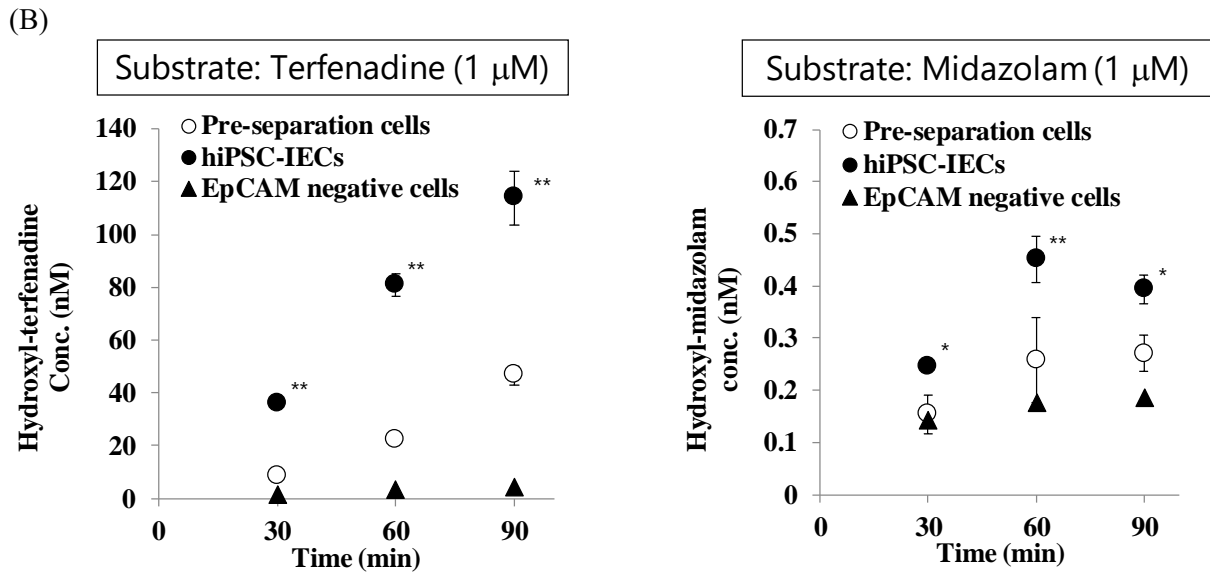 (B)
Substrate: Terfenadine (1 μM)
140
120
100
80
60
40
20
0
Hydroxyl-terfenadine
Conc. (nM)
○ Pre-separation cells
● hiPSC-IECs
▲ EpCAM negative cells
**
**
**
0 30 60 90
Time (min)
Substrate: Midazolam (1 μM)
0.7
0.6
0.5
0.4
0.3
0.2
0.1
0
Hydroxyl-midazolam
conc. (nM)
○ Pre-separation cells
● hiPSC-IECs
▲ EpCAM negative cells
*
**
*
0 30 60 90
Time (min)